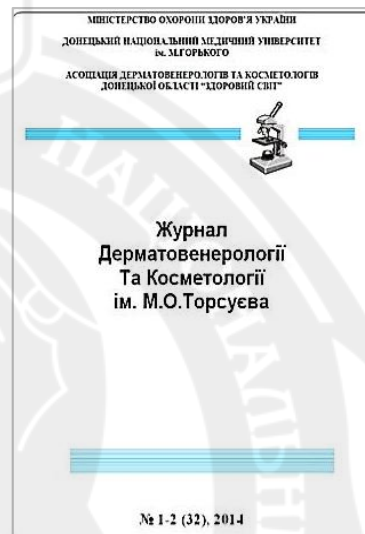 МІНІСТЕРСТВО ОХОРОНИ ЗДОРОВ'Я УКРАЇНИ
ДОНЕЦЬКИЙ НАЦІОНАЛЬНИЙ МЕДИЧНИЙ УНІВЕРСИТЕТ
ім. М.ГОРЬКОГО
АСОЦІАЦІЯ ДЕРМАТОВЕНЕРОЛОГІВ ТА КОСМЕТОЛОГІВ
ДОНЕЦЬКОЇ ОБЛАСТІ "ЗДОРОВИЙ СВІТ"
Журнал
Дерматовенерології
Та Косметології
ім. М.О.Торсуєва
№ 1-2 (32), 2014